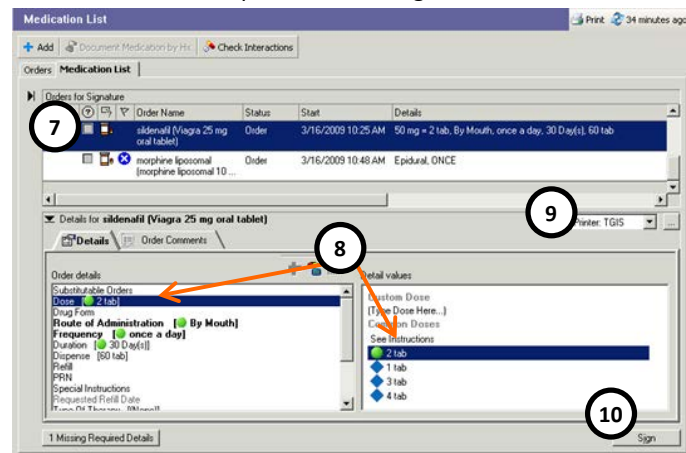 Medication List
Print 34 minutes ago
Add Document Medication by Hx Check Interactions
Orders Medication List
Orders for Signature
Order Name Status Start Details
7
sildenafil (Viagra 25 mg oral tablet) Order 3/16/2009 10:25 AM 50 mg = 2 tab, By Mouth, once a day, 30 Day(s), 60 tab
morphine liposomal (morphine liposomal 10 ... Order 3/16/2009 10:48 AM Epidural, ONCE
9
Details for sildenafil (Viagra 25 mg oral tablet)
Printer: TGIS
...
Details Order Comments
8
Order details
Substitutable Orders
Dose [2 tab]
Drug Form
Route of Administration [By Mouth]
Frequency [once a day]
Duration [30 Day(s)]
Dispense [60 tab]
Refill
PRN
Special Instructions
Requested Refill Date
Type Of Therapy [(None)]
Detail values
Custom Dose
(Type Dose Here...)
Common Doses
See Instructions
2 tab
1 tab
3 tab
4 tab
10
1 Missing Required Details
Sign